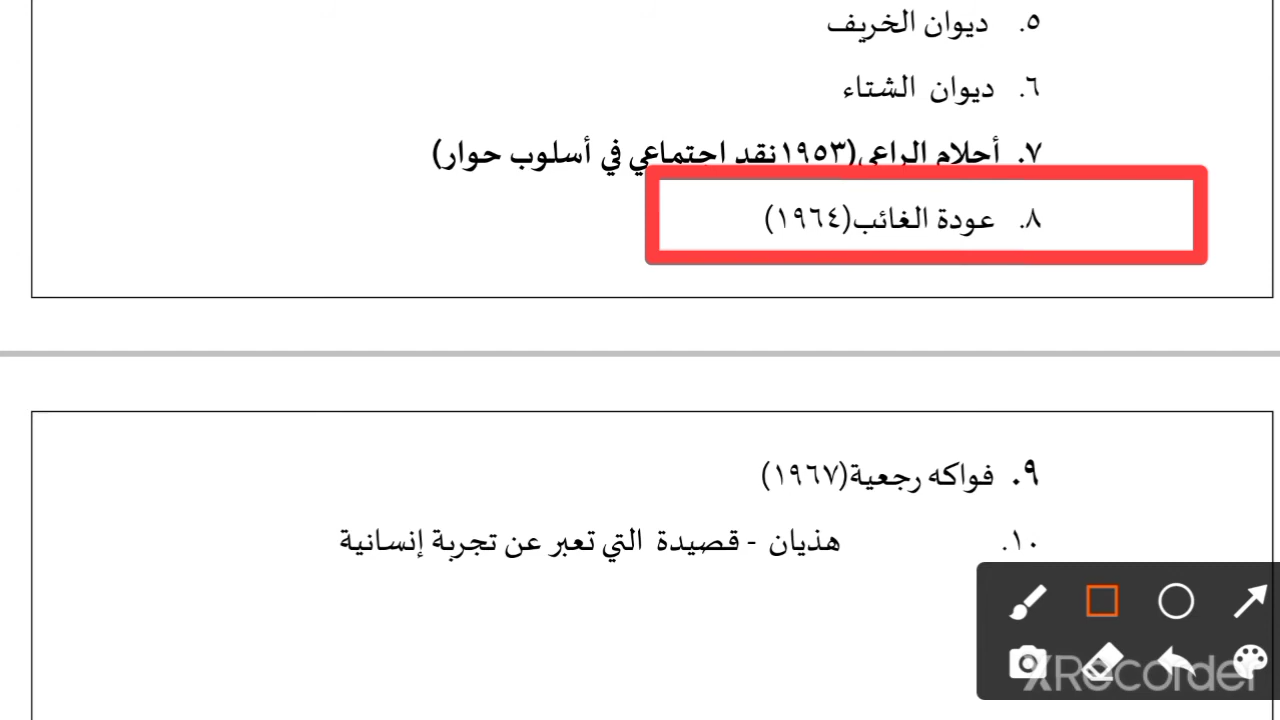 ٥. ديوان الخريف
٦. ديوان الشتاء
٧. أحلام الراعي(١٩٥٣نقد اجتماعي في أسلوب حوار)
٨. عودة الغائب(١٩٦٤)
٩. فواكه رجعية(١٩٦٧)
١٠. هذيان - قصيدة التي تعبر عن تجربة إنسانية
XRecorder